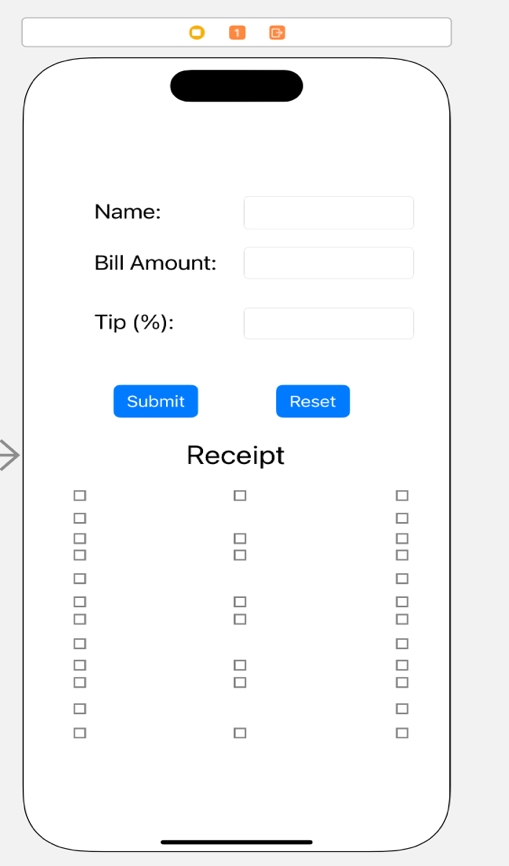 1
Name:
Bill Amount:
Tip (%):
Submit Reset
Receipt